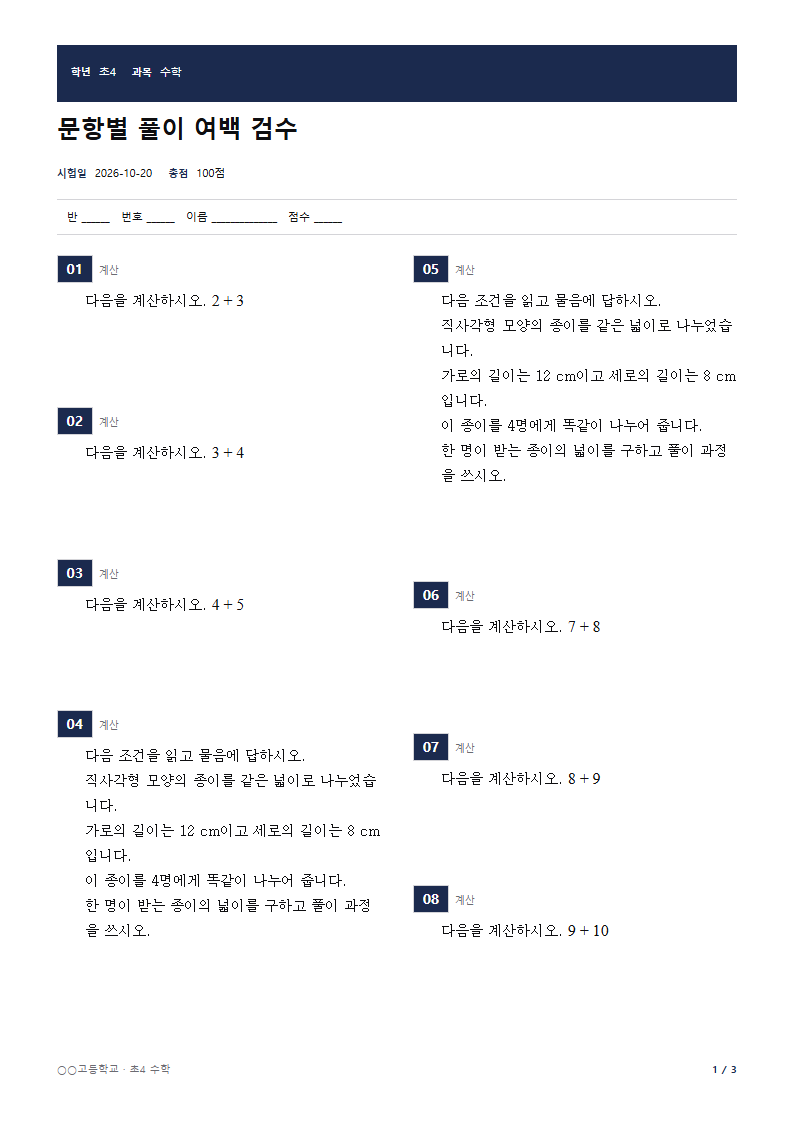 학년 초4 과목 수학
문항별 풀이 여백 검수
시험일 2026-10-20 총점 100점
반 _____ 번호 _____ 이름 ____________ 점수 _____
01 계산
다음을 계산하시오. 2 + 3
02 계산
다음을 계산하시오. 3 + 4
03 계산
다음을 계산하시오. 4 + 5
04 계산
다음 조건을 읽고 물음에 답하시오.
직사각형 모양의 종이를 같은 넓이로 나누었습
니다.
가로의 길이는 12 cm이고 세로의 길이는 8 cm
입니다.
이 종이를 4명에게 똑같이 나누어 줍니다.
한 명이 받는 종이의 넓이를 구하고 풀이 과정
을 쓰시오.
05 계산
다음 조건을 읽고 물음에 답하시오.
직사각형 모양의 종이를 같은 넓이로 나누었습
니다.
가로의 길이는 12 cm이고 세로의 길이는 8 cm
입니다.
이 종이를 4명에게 똑같이 나누어 줍니다.
한 명이 받는 종이의 넓이를 구하고 풀이 과정
을 쓰시오.
06 계산
다음을 계산하시오. 7 + 8
07 계산
다음을 계산하시오. 8 + 9
08 계산
다음을 계산하시오. 9 + 10
○○고등학교 · 초4 수학
1 / 3